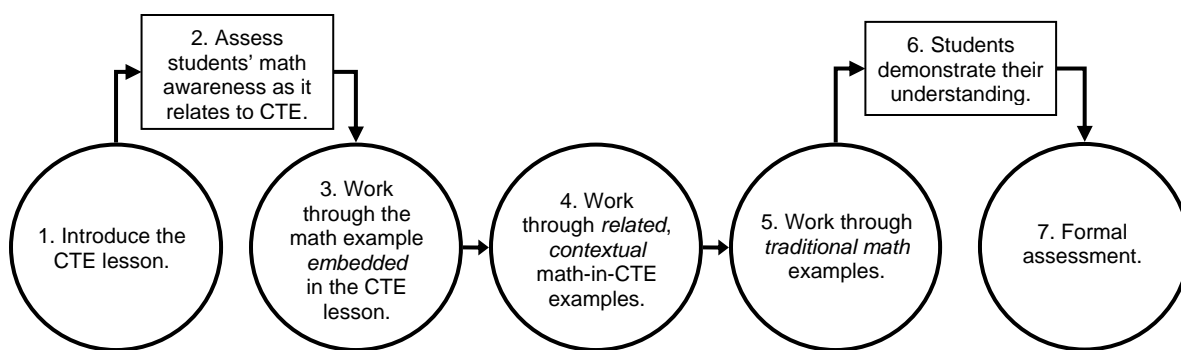 1. Introduce the
CTE lesson.
2. Assess
students’ math
awareness as it
relates to CTE.
3. Work
through the
math example
embedded
in the CTE
lesson.
4. Work
through related,
contextual
math-in-CTE
examples.
5. Work through
traditional math
examples.
6. Students
demonstrate their
understanding.
7. Formal
assessment.